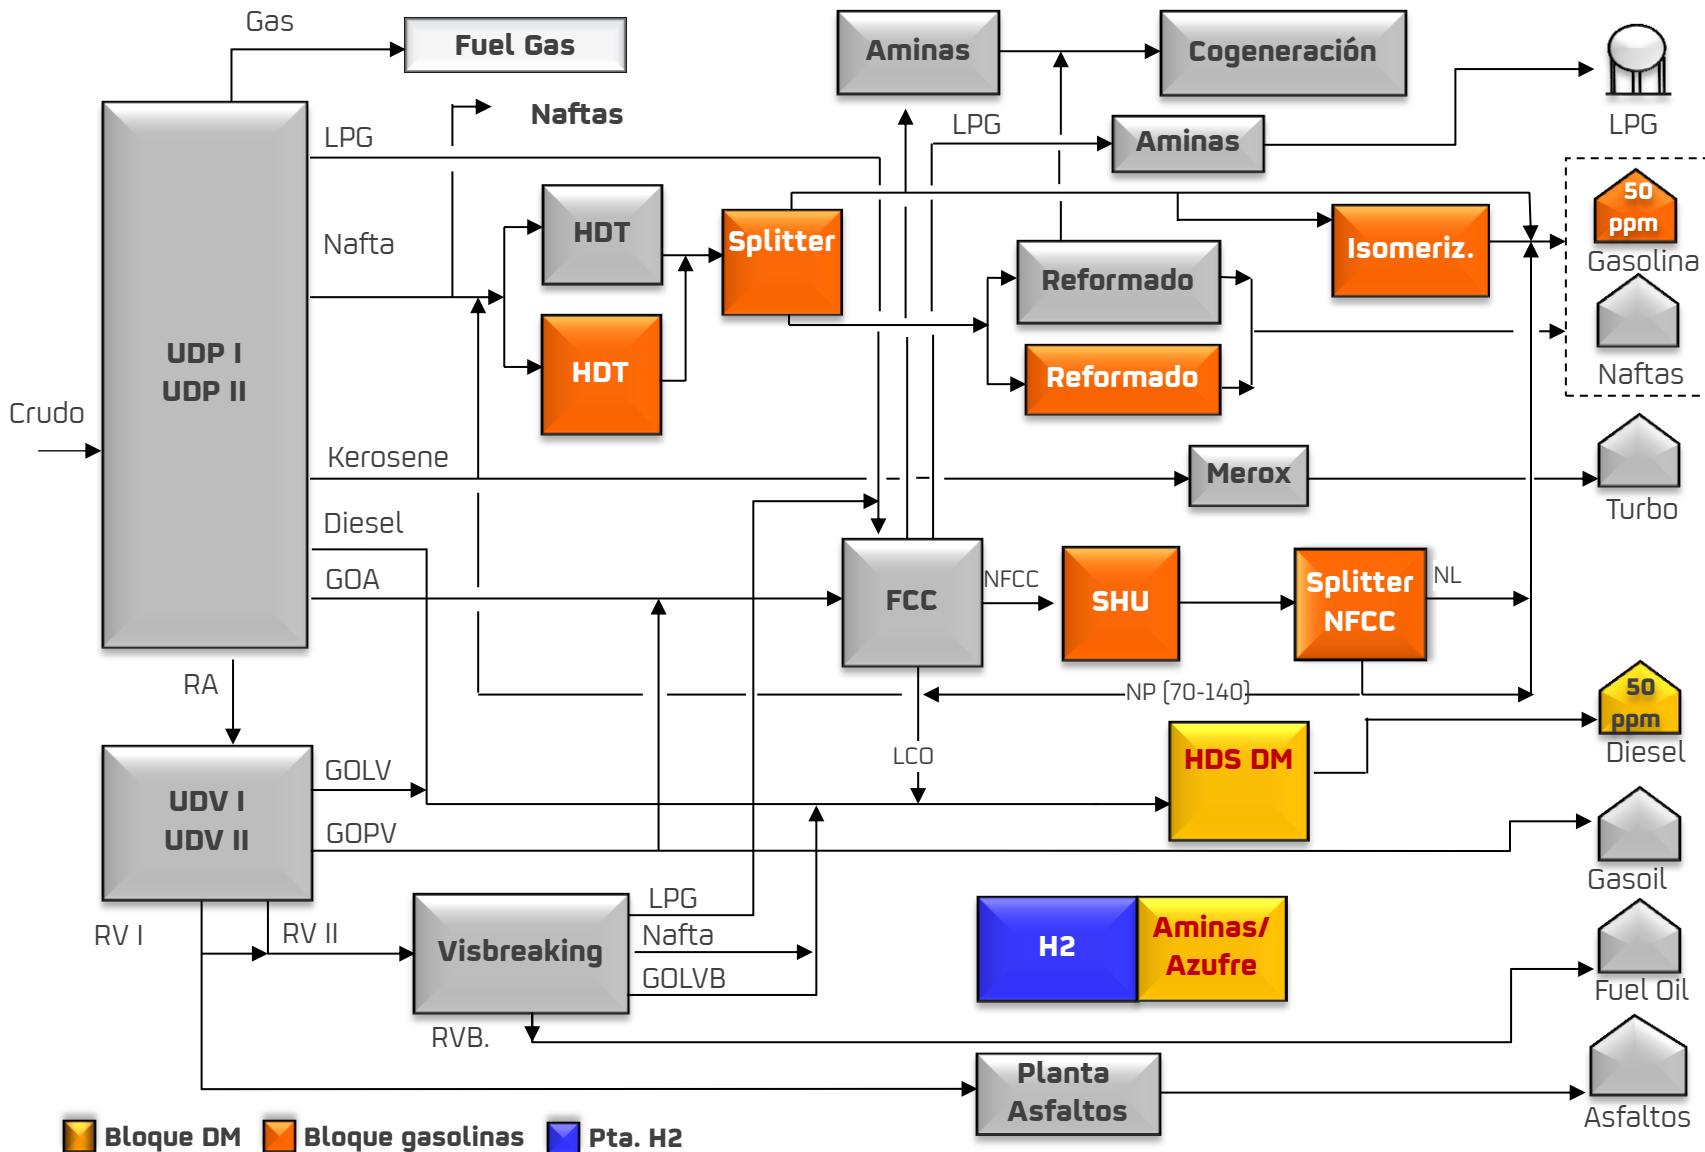 Gas
Fuel Gas
Aminas
Cogeneración
Naftas
LPG
LPG
Aminas
LPG
Nafta
HDT
Splitter
Isomeriz.
50
ppm
Gasolina
Reformado
UDP I
UDP II
HDT
Reformado
Naftas
Crudo
Kerosene
Merox
Turbo
Diesel
GOA
FCC
NFCC
SHU
Splitter
NFCC
NL
RA
NP (70-140)
50
ppm
Diesel
LCO
HDS DM
GOLV
UDV I
UDV II
GOPV
Gasoil
LPG
RV I
RV II
Visbreaking
Nafta
GOLVB
H2
Aminas/
Azufre
Fuel Oil
RVB.
Planta
Asfaltos
Asfaltos
Bloque DM
Bloque gasolinas
Pta. H2